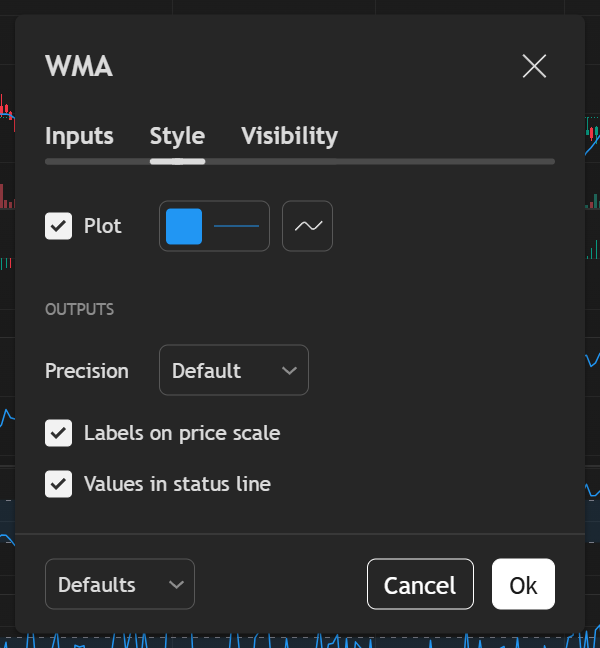 WMA
Inputs Style Visibility
Plot
OUTPUTS
Precision Default
Labels on price scale
Values in status line
Defaults Cancel Ok